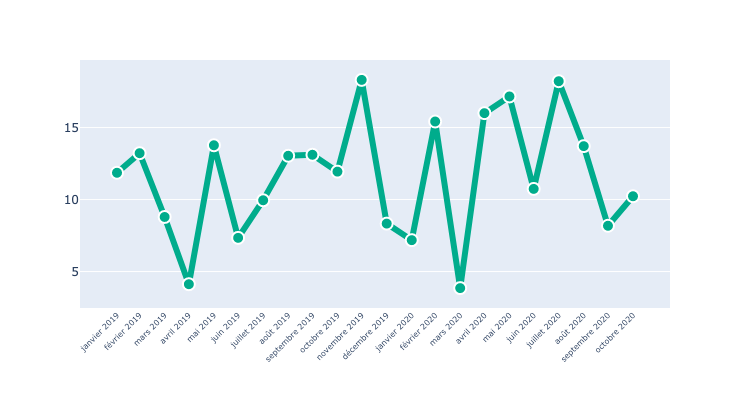 15
10
5
janvier 2019
février 2019
mars 2019
avril 2019
mai 2019
juin 2019
juillet 2019
août 2019
septembre 2019
octobre 2019
novembre 2019
décembre 2019
janvier 2020
février 2020
mars 2020
avril 2020
mai 2020
juin 2020
juillet 2020
août 2020
septembre 2020
octobre 2020